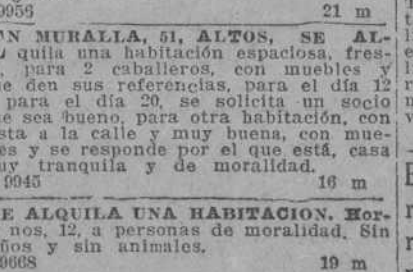 9956 21 m
N MURALLA, 51, ALTOS, SE AL-
quila una habitación espaciosa, fres-
, para 2 caballeros, con muebles y
e den sus referencias, para el día 12
para el día 20, se solicita un socio
e sea bueno, para otra habitación, con
sta a la calle y muy buena, con mue-
es y se responde por el que está, casa
uy tranquila y de moralidad.
9945 16 m
E ALQUILA UNA HABITACION. Hor-
nos, 12, a personas de moralidad. Sin
ños y sin animales.
9668 19 m